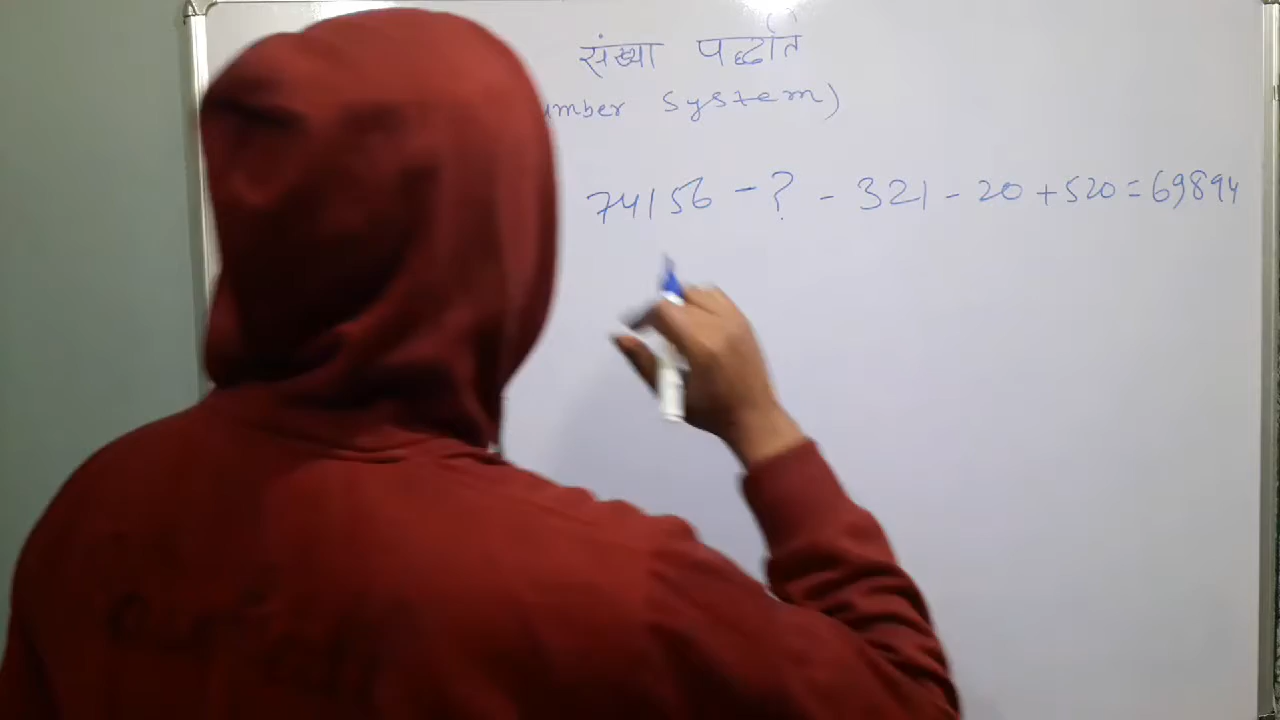 संख्या पद्धति
umber system)
74156 - ? - 321 - 20 + 520 = 69894